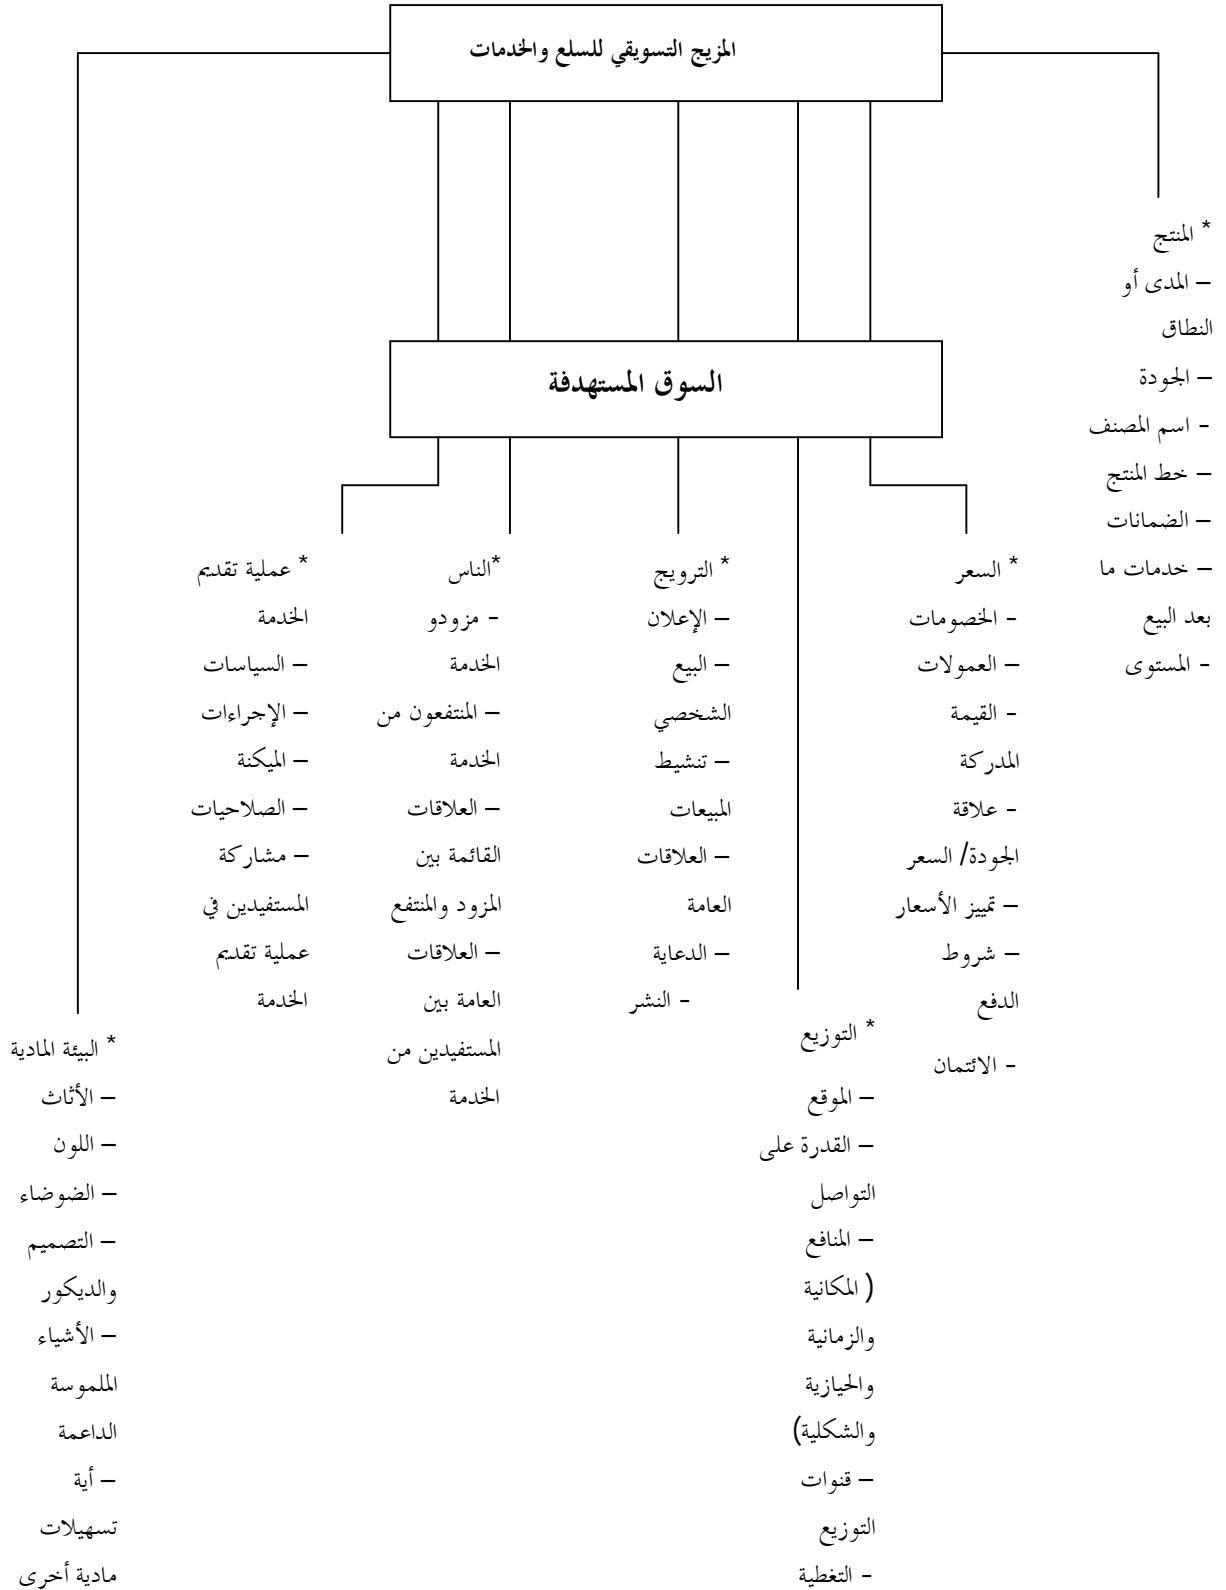 المزيج التسويقي للسلع والخدمات
السوق المستهدفة
* المنتج
– المدى أو
النطاق
– الجودة
- اسم المصنف
– خط المنتج
– الضمانات
– خدمات ما
بعد البيع
- المستوى
* السعر
- الخصومات
– العمولات
- القيمة
المدركة
- علاقة
الجودة/ السعر
– تمييز الأسعار
– شروط
الدفع
- الائتمان
* التوزيع
– الموقع
– القدرة على
التواصل
– المنافع
( المكانية
والزمانية
والحيازية
والشكلية)
– قنوات
التوزيع
- التغطية
* الترويج
– الإعلان
– البيع
الشخصي
– تنشيط
المبيعات
– العلاقات
العامة
– الدعاية
- النشر
*الناس
- مزودو
الخدمة
– المنتفعون من
الخدمة
– العلاقات
القائمة بين
المزود والمنتفع
– العلاقات
العامة بين
المستفيدين من
الخدمة
* عملية تقديم
الخدمة
– السياسات
– الإجراءات
– الميكنة
– الصلاحيات
– مشاركة
المستفيدين في
عملية تقديم
الخدمة
* البيئة المادية
– الأثاث
– اللون
– الضوضاء
– التصميم
والديكور
– الأشياء
الملموسة
الداعمة
– أية
تسهيلات
مادية أخرى